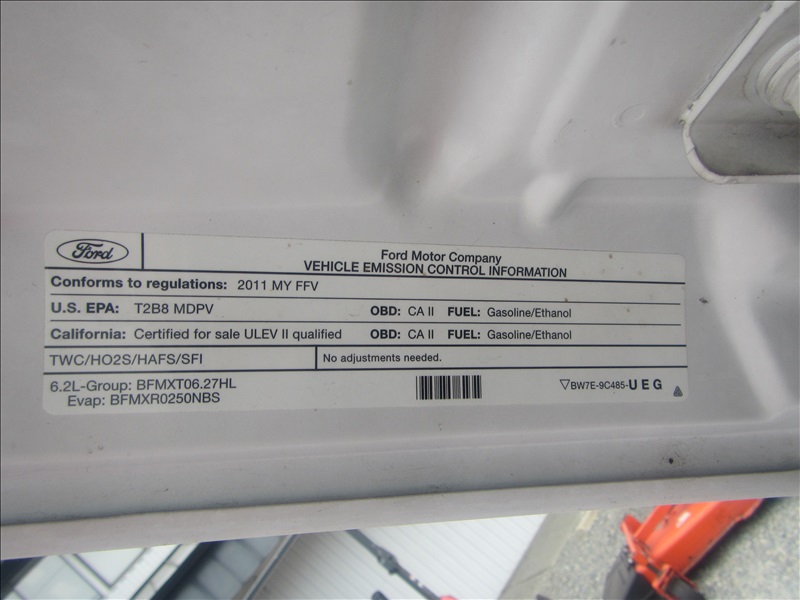 Ford
Ford Motor Company
VEHICLE EMISSION CONTROL INFORMATION
Conforms to regulations: 2011 MY FFV
U.S. EPA: T2B8 MDPV OBD: CA II FUEL: Gasoline/Ethanol
California: Certified for sale ULEV II qualified OBD: CA II FUEL: Gasoline/Ethanol
TWC/HO2S/HAFS/SFI No adjustments needed.
6.2L-Group: BFMXT06.27HL
Evap: BFMXR0250NBS
BW7E-9C485-UEG